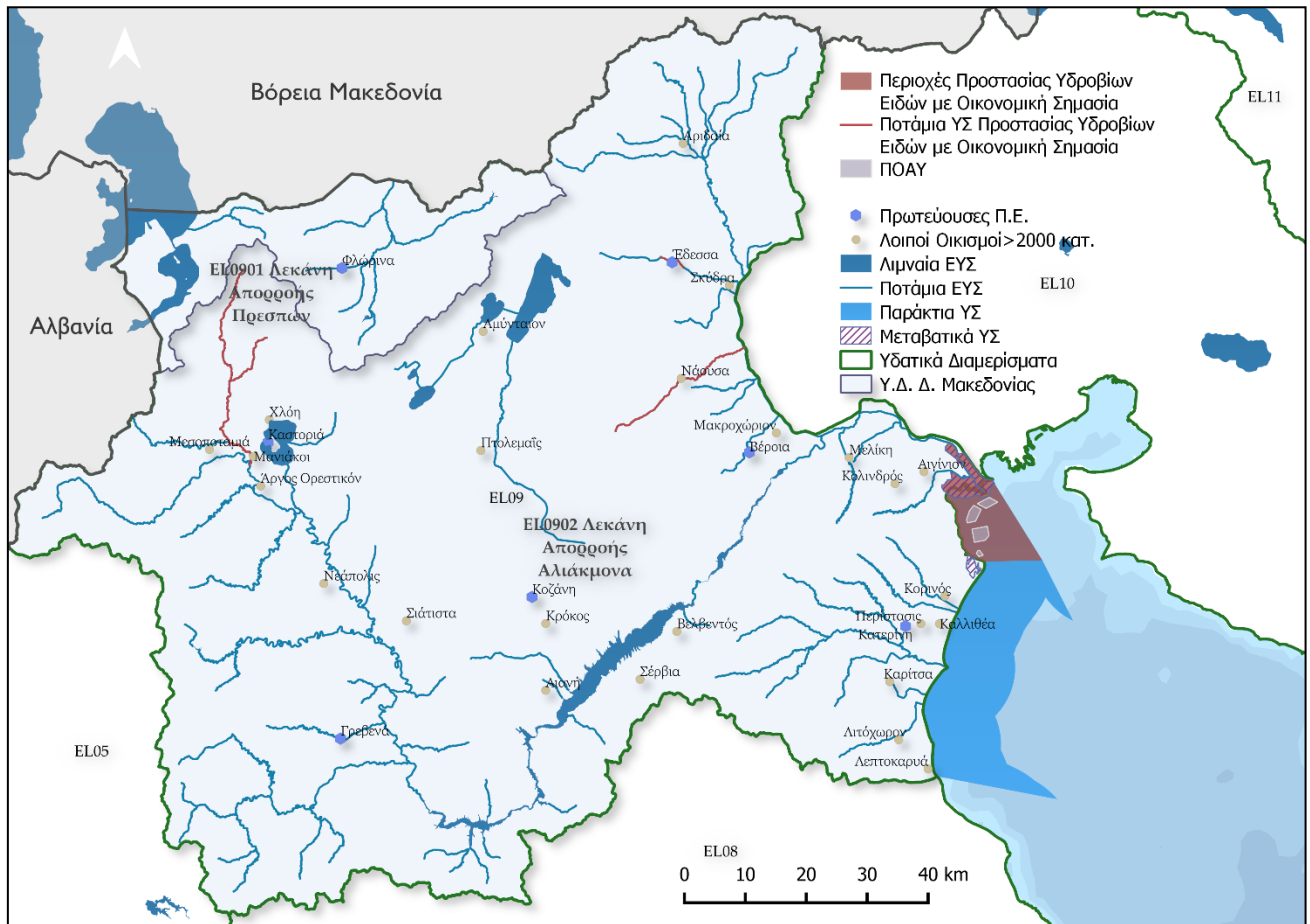 Βόρεια Μακεδονία
Αλβανία
Περιοχές Προστασίας Υδροβίων
Ειδών με Οικονομική Σημασία
Ποτάμια ΥΣ Προστασίας Υδροβίων
Ειδών με Οικονομική Σημασία
ΠΟΑΥ
Πρωτεύουσες Π.Ε.
Λοιποί Οικισμοί>2000 κατ.
Λιμναία ΕΥΣ
Ποτάμια ΕΥΣ
Παράκτια ΥΣ
Μεταβατικά ΥΣ
Υδατικά Διαμερίσματα
Υ.Δ. Δ. Μακεδονίας
EL11
EL10
Αριδαία
Έδεσσα
Σκύδρα
Φλώρινα
EL0901 Λεκάνη
Απορροής
Πρεσπών
Αμύνταιον
Νάουσα
Χλόη
Καστοριά
Μεσοποταμιά
Μανιάκοι
Άργος Ορεστικόν
Πτολεμαΐς
Μακροχώριον
Βέροια
Μελίκη
Κολινδρός
Αιγίνιον
EL09
EL0902 Λεκάνη
Απορροής
Αλιάκμονα
Νεάπολις
Σιάτιστα
Κοζάνη
Κρόκος
Βελβεντός
Κορινός
Περίστασις
Κατερίνη
Καλλιθέα
Αιανή
Σέρβια
Καρίτσα
Γρεβενά
Λιτόχωρον
Λεπτοκαρυά
EL05
EL08
0 10 20 30 40 km